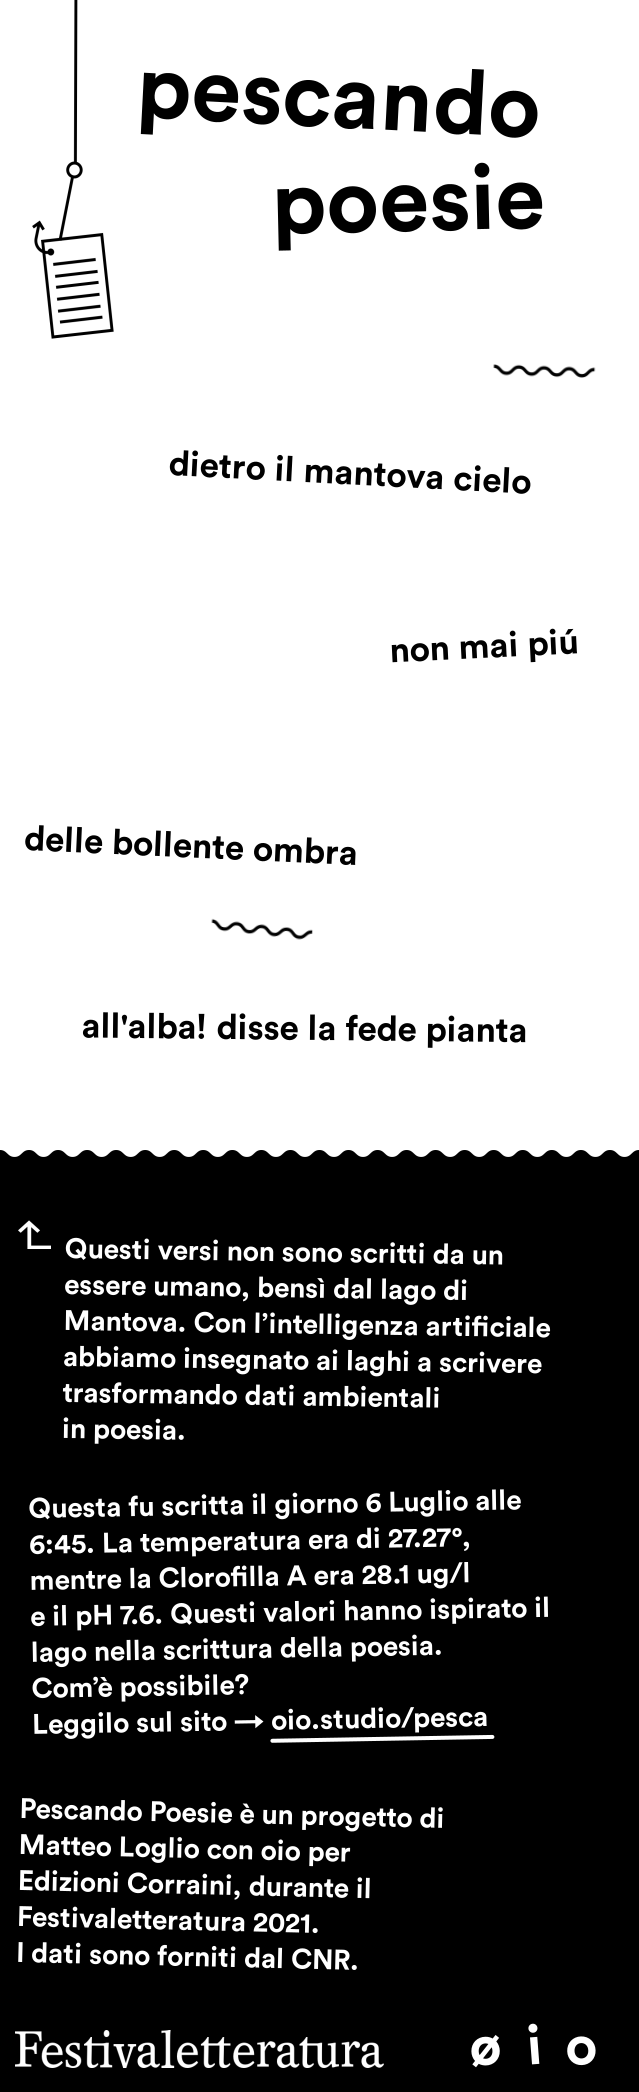 pescando
poesie
dietro il mantova cielo
non mai piú
delle bollente ombra
all'alba! disse la fede pianta
Questi versi non sono scritti da un
essere umano, bensì dal lago di
Mantova. Con l’intelligenza artificiale
abbiamo insegnato ai laghi a scrivere
trasformando dati ambientali
in poesia.
Questa fu scritta il giorno 6 Luglio alle
6:45. La temperatura era di 27.27°,
mentre la Clorofilla A era 28.1 ug/l
e il pH 7.6. Questi valori hanno ispirato il
lago nella scrittura della poesia.
Com’è possibile?
Leggilo sul sito → oio.studio/pesca
Pescando Poesie è un progetto di
Matteo Loglio con oio per
Edizioni Corraini, durante il
Festivaletteratura 2021.
I dati sono forniti dal CNR.
Festivaletteratura ø i o